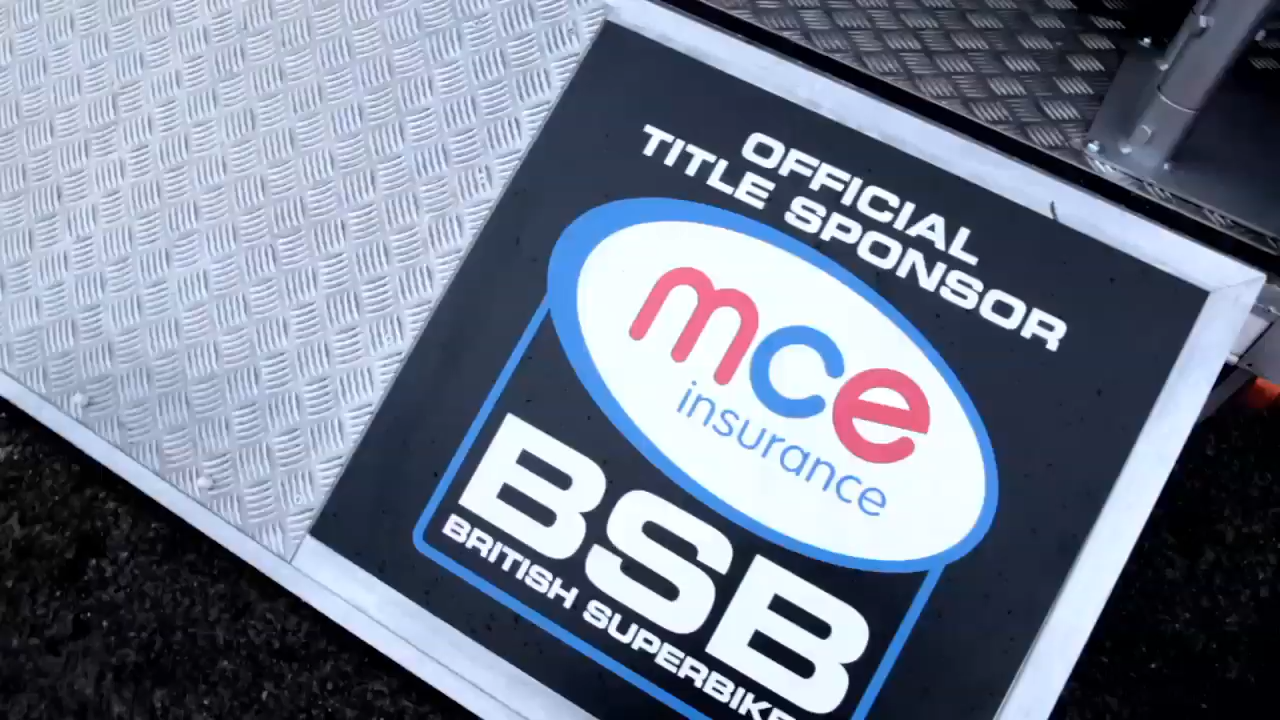 OFFICIAL
TITLE SPONSOR
mce
insurance
BSB
BRITISH SUPERBIKE